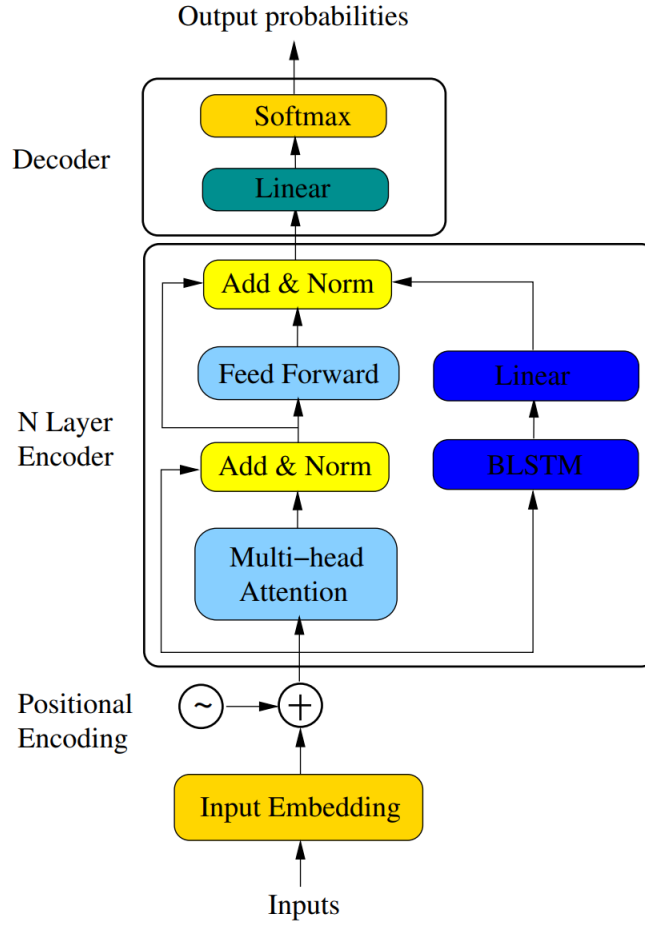 Output probabilities
Softmax
Decoder
Linear
Add & Norm
Feed Forward
Linear
N Layer
Encoder
Add & Norm
BLSTM
Multi-head
Attention
Positional
Encoding
~
+
Input Embedding
Inputs